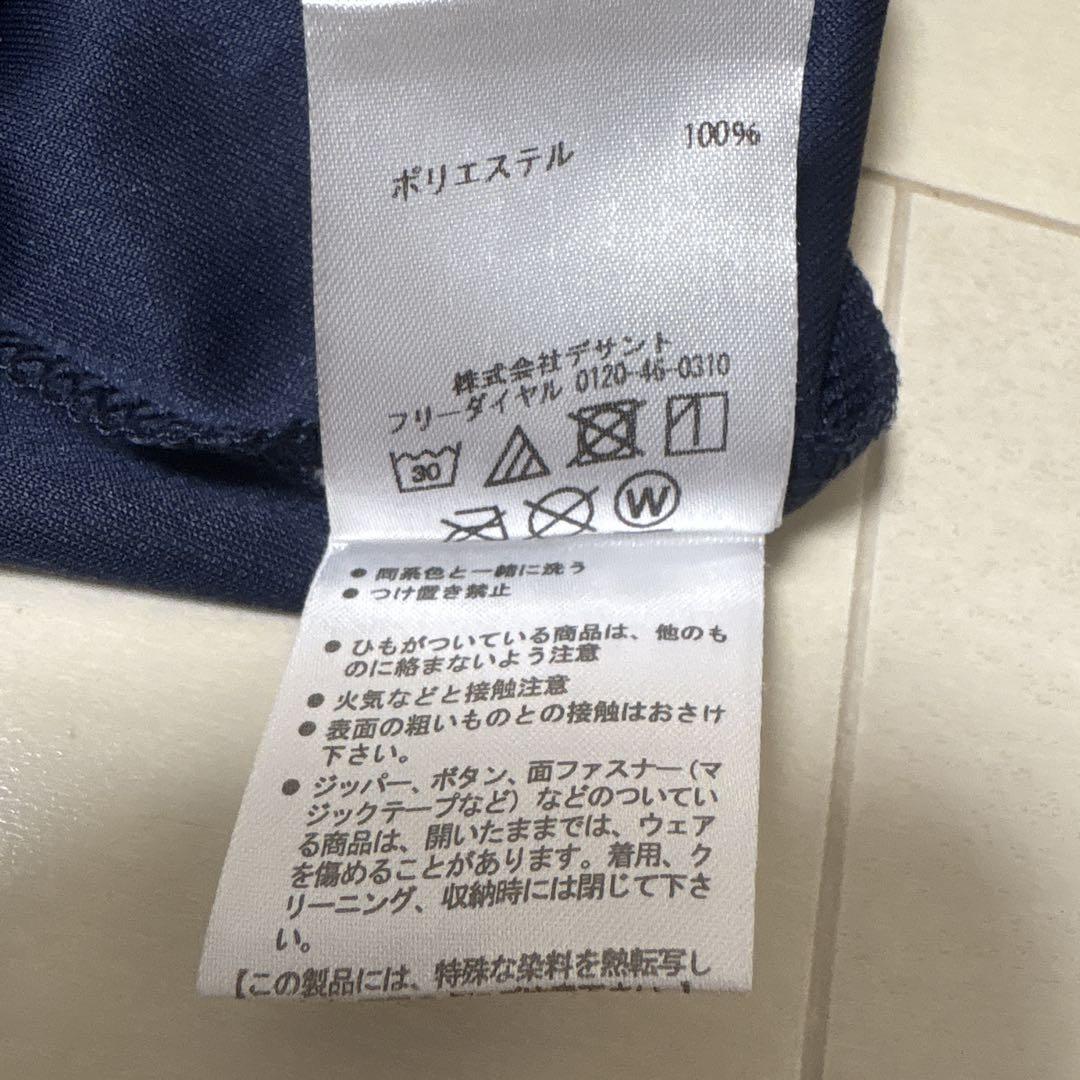 ポリエステル 100%
株式会社デサント
フリーダイヤル 0120-46-0310
30
W
● 同系色と一緒に洗う
● つけ置き禁止
● ひもがついている商品は、他のも
のに絡まないよう注意
● 火気などと接触注意
● 表面の粗いものとの接触はおさけ
下さい。
● ジッパー、ボタン、面ファスナー(マ
ジックテープなど)などのついてい
る商品は、開いたままでは、ウェア
を傷めることがあります。着用、ク
リーニング、収納時には閉じて下さ
い。
【この製品には、特殊な染料を熱転写し